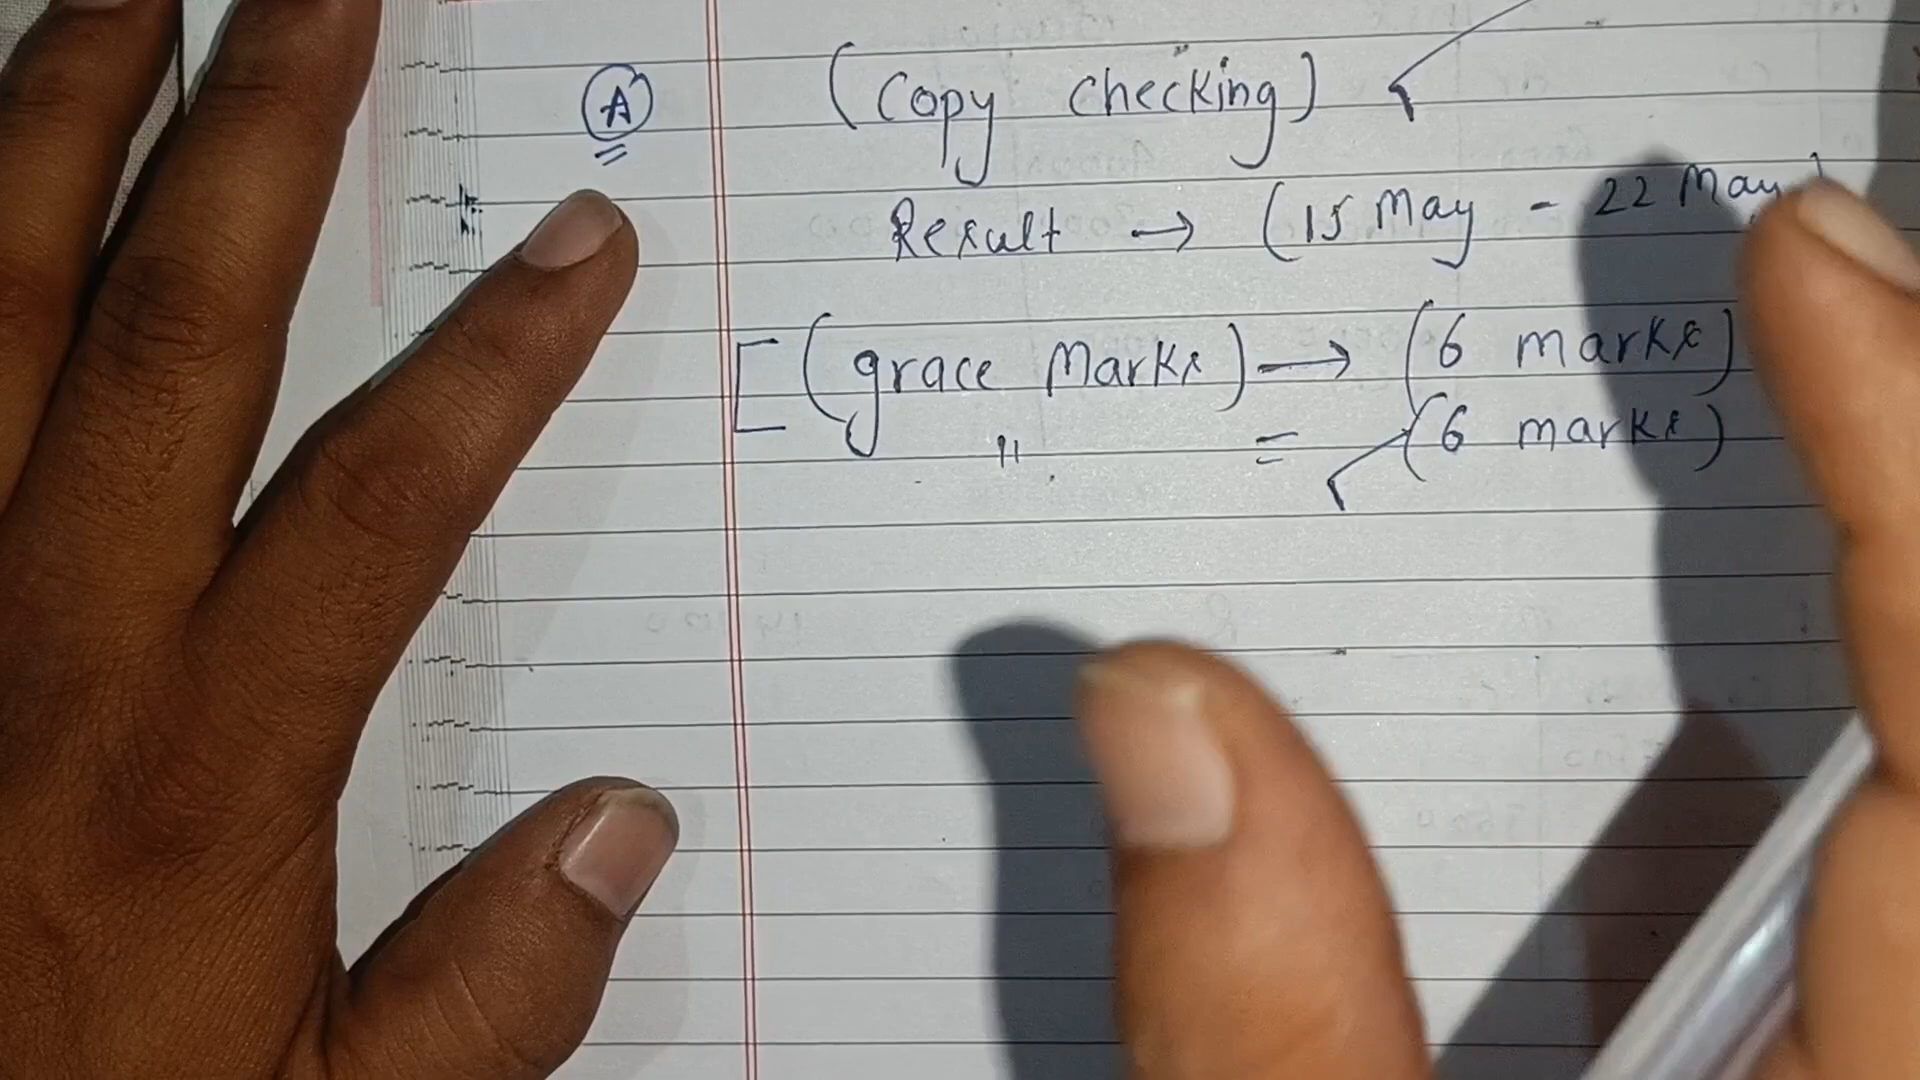 A (Copy Checking)
Result → (15 May - 22 May)
[(grace Marks) → (6 marks)
" = (6 marks)